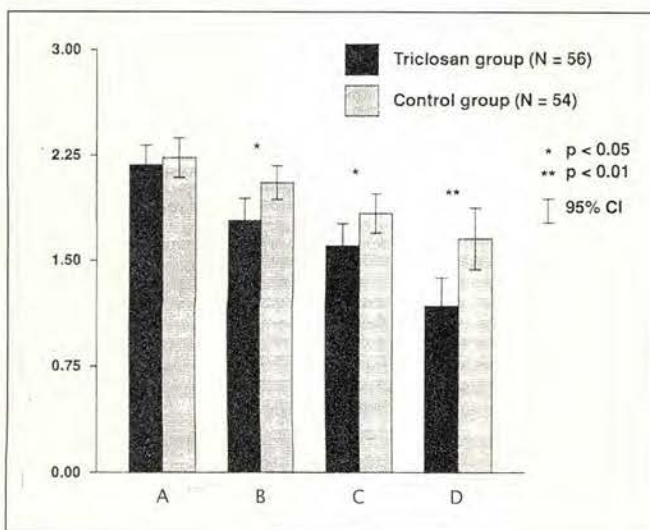 3.00
2.25
1.50
0.75
0.00
Triclosan group (N = 56)
Control group (N = 54)
* p < 0.05
** p < 0.01
95% CI
*
*
**
A B C D